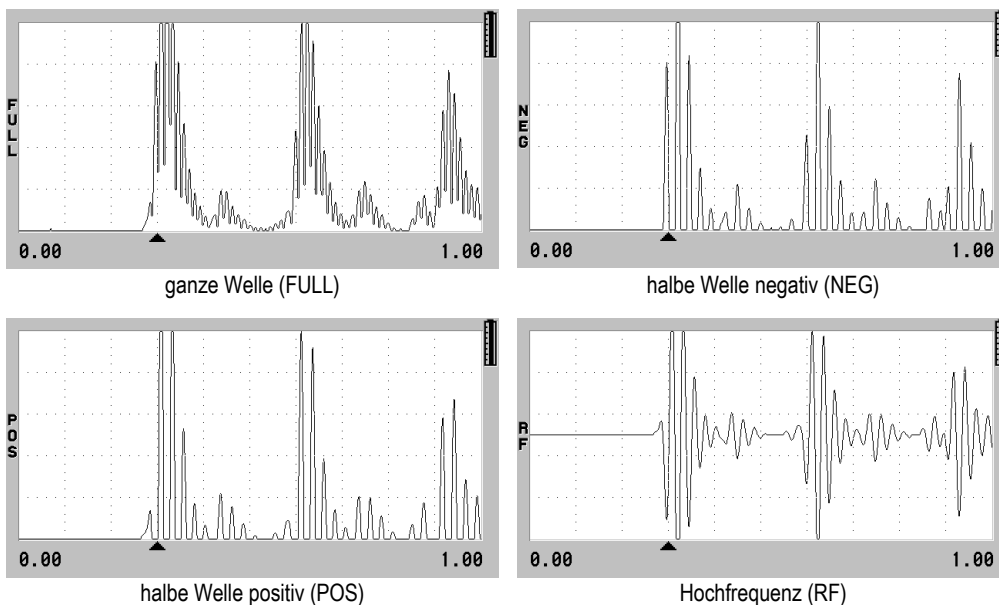 FULL
0.00 1.00
ganze Welle (FULL)
NEG
0.00 1.00
halbe Welle negativ (NEG)
POS
0.00 1.00
halbe Welle positiv (POS)
RF
0.00 1.00
Hochfrequenz (RF)